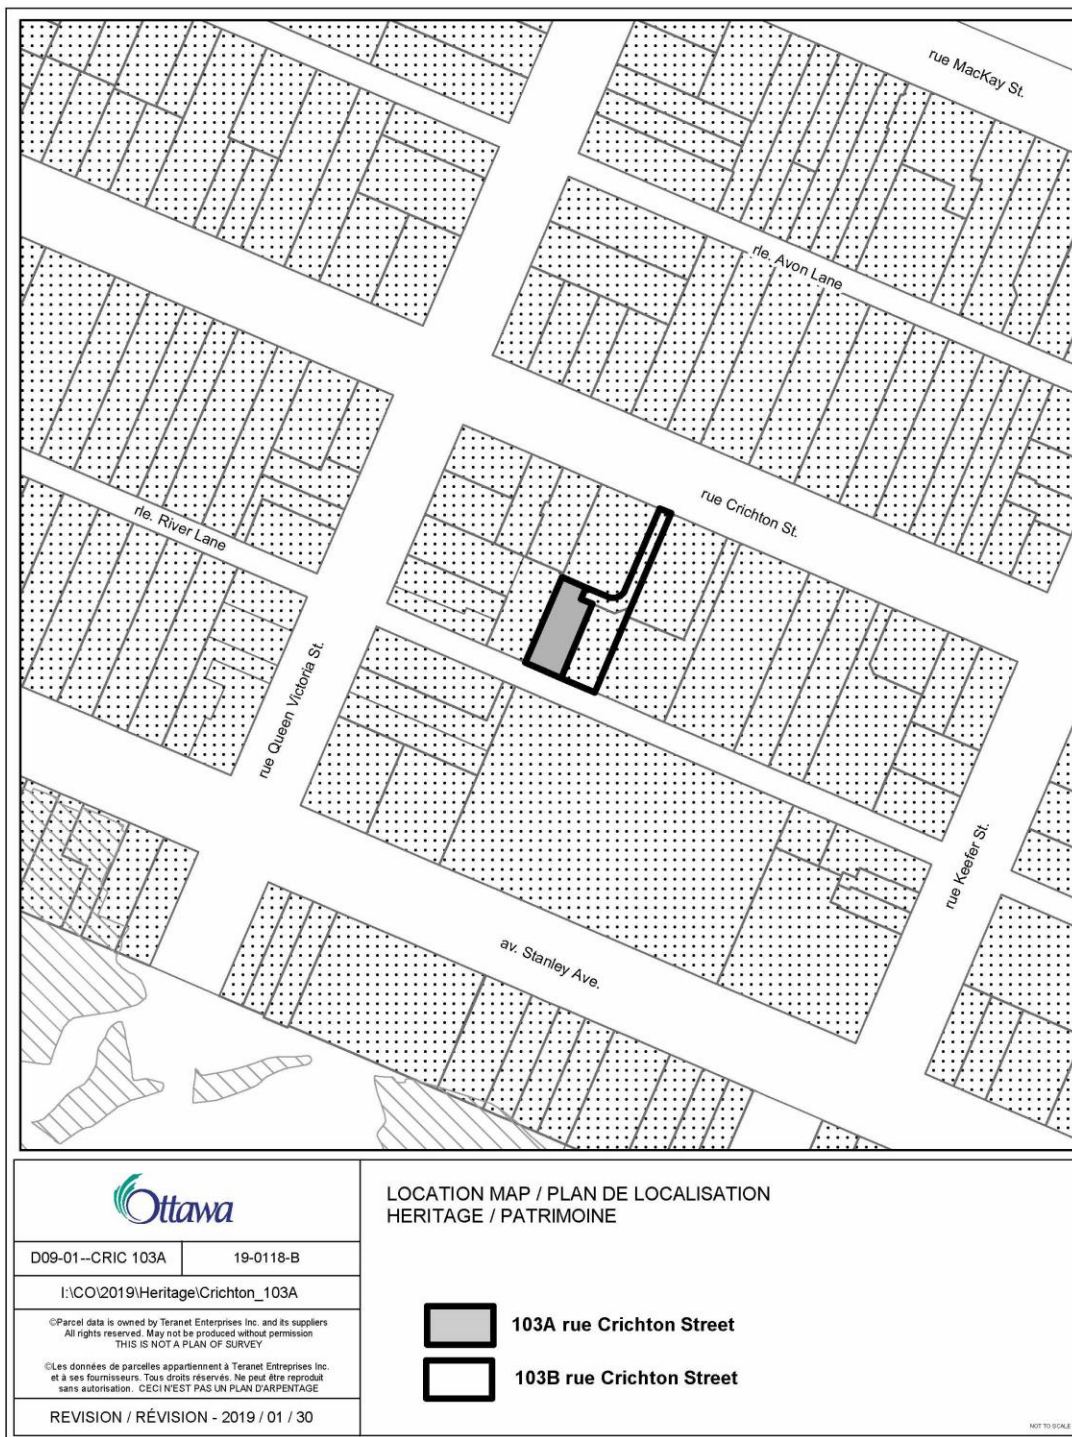 rue MacKay St.
rle. Avon Lane
rue Crichton St.
rle. River Lane
rue Queen Victoria St.
rue Keefer St.
av. Stanley Ave.
Ottawa
D09-01--CRIC 103A
19-0118-B
I:\CO\2019\Heritage\Crichton_103A
©Parcel data is owned by Teranet Enterprises Inc. and its suppliers
All rights reserved. May not be produced without permission
THIS IS NOT A PLAN OF SURVEY
©Les données de parcelles appartiennent à Teranet Entreprises Inc.
et à ses fournisseurs. Tous droits réservés. Ne peut être reproduit
sans autorisation. CECI N'EST PAS UN PLAN D'ARPENTAGE
REVISION / RÉVISION - 2019 / 01 / 30
LOCATION MAP / PLAN DE LOCALISATION
HERITAGE / PATRIMOINE
103A rue Crichton Street
103B rue Crichton Street
NOT TO SCALE